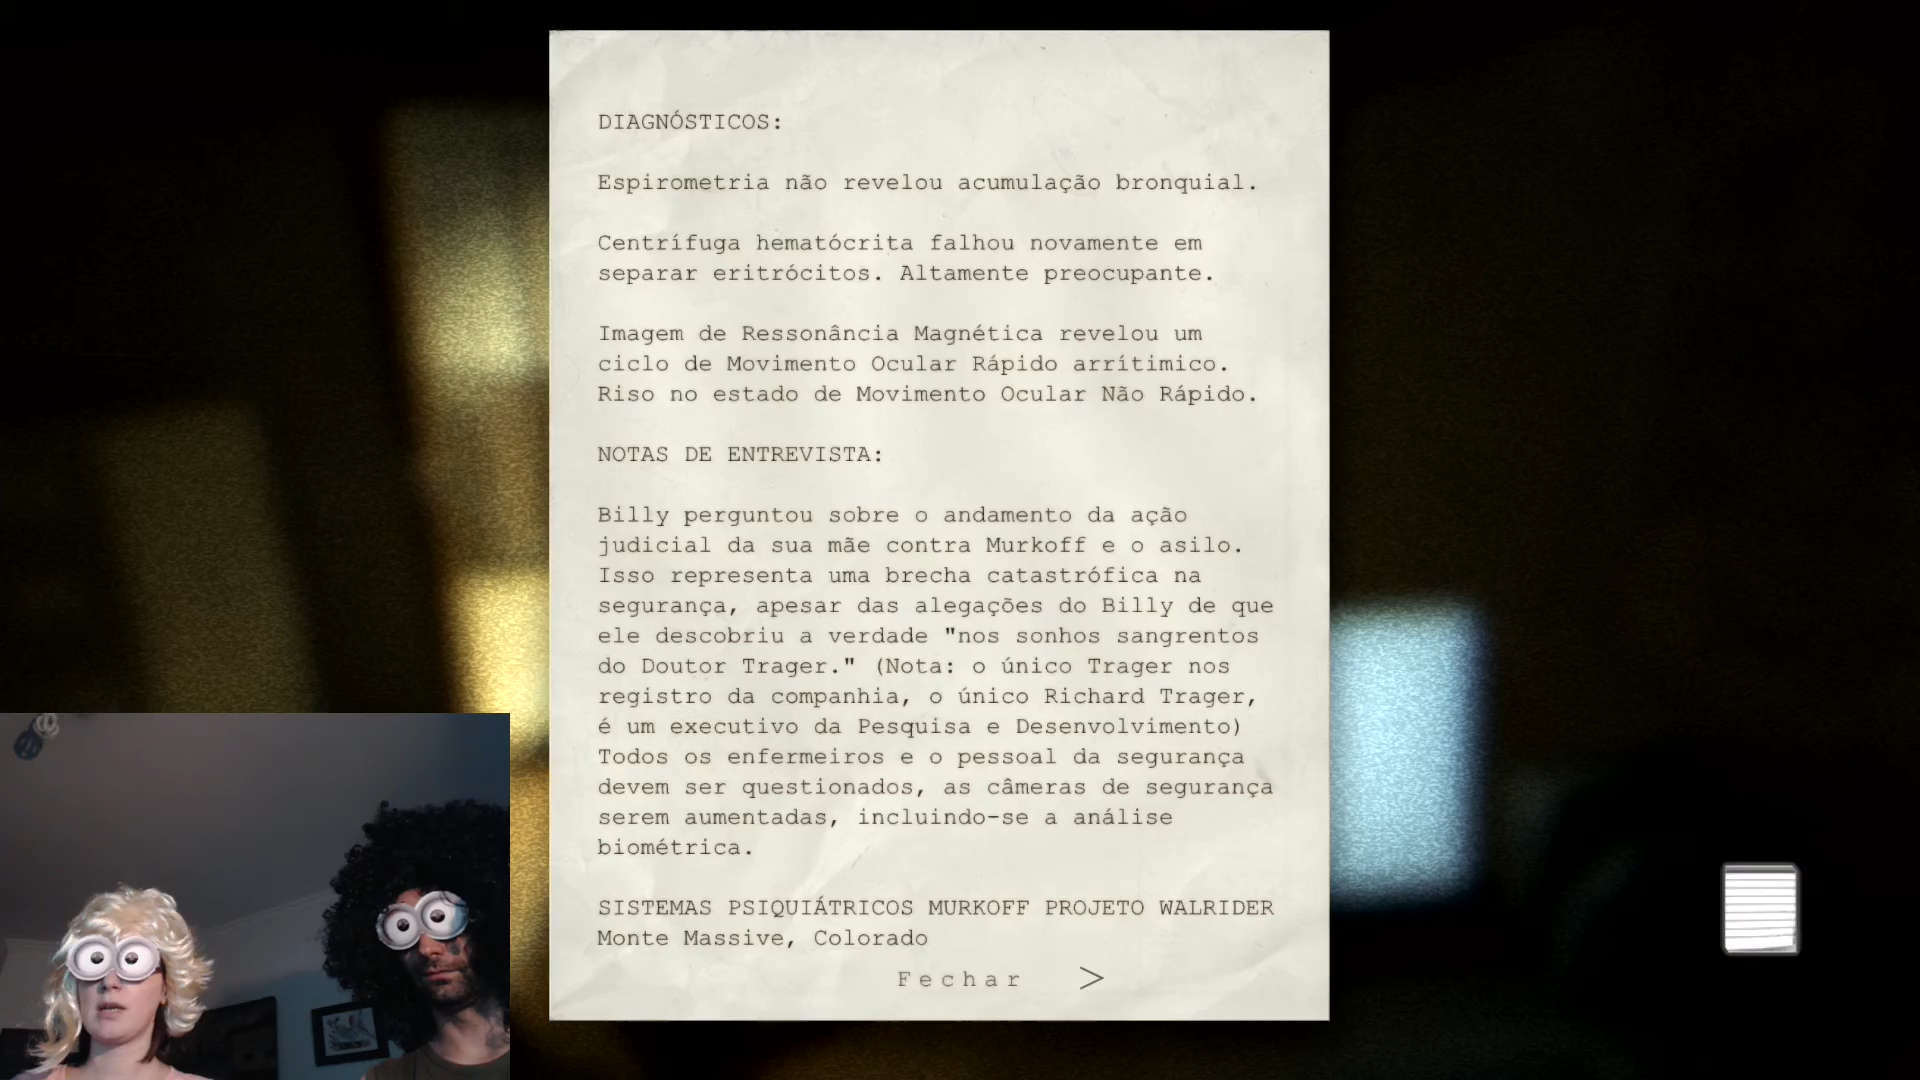 DIAGNÓSTICOS:
Espirometria não revelou acumulação bronquial.
Centrífuga hematócrita falhou novamente em
separar eritrócitos. Altamente preocupante.
Imagem de Ressonância Magnética revelou um
ciclo de Movimento Ocular Rápido arrítimico.
Riso no estado de Movimento Ocular Não Rápido.
NOTAS DE ENTREVISTA:
Billy perguntou sobre o andamento da ação
judicial da sua mãe contra Murkoff e o asilo.
Isso representa uma brecha catastrófica na
segurança, apesar das alegações do Billy de que
ele descobriu a verdade "nos sonhos sangrentos
do Doutor Trager." (Nota: o único Trager nos
registro da companhia, o único Richard Trager,
é um executivo da Pesquisa e Desenvolvimento)
Todos os enfermeiros e o pessoal da segurança
devem ser questionados, as câmeras de segurança
serem aumentadas, incluindo-se a análise
biométrica.
SISTEMAS PSIQUIÁTRICOS MURKOFF PROJETO WALRIDER
Monte Massive, Colorado
Fechar >